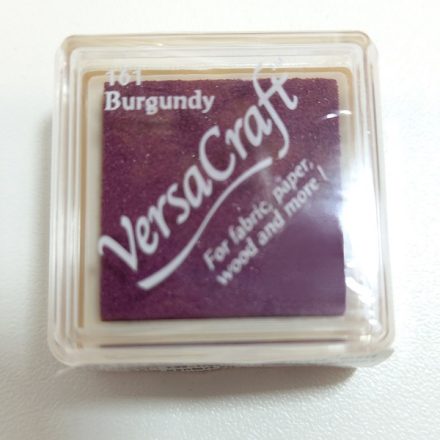 161
Burgundy
VersaCraft
For fabric, paper,
wood and more !